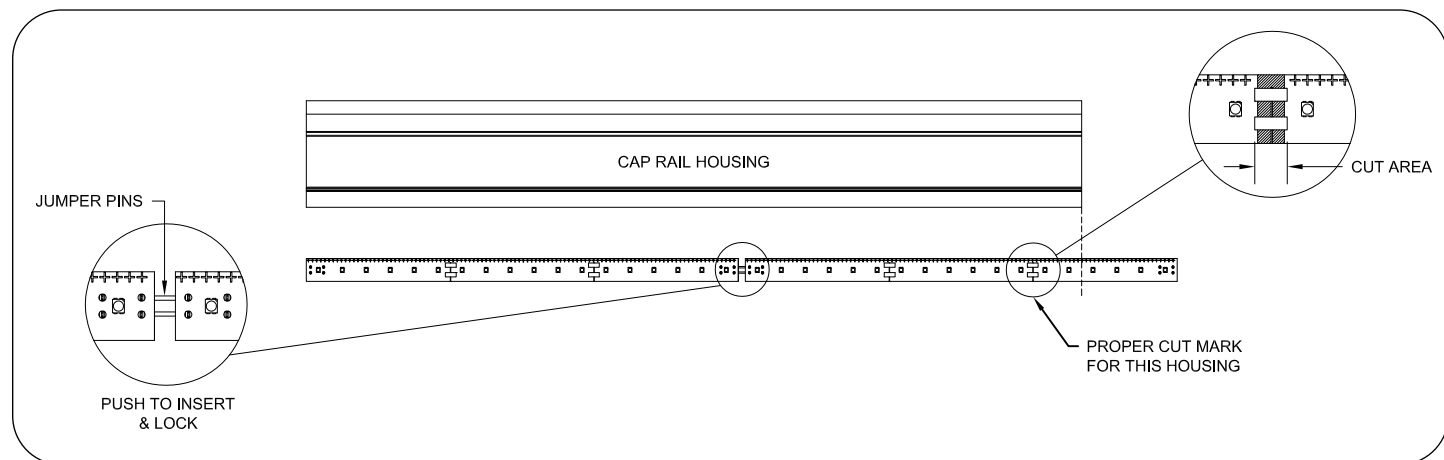 CAP RAIL HOUSING
CUT AREA
JUMPER PINS
PROPER CUT MARK
FOR THIS HOUSING
PUSH TO INSERT
& LOCK